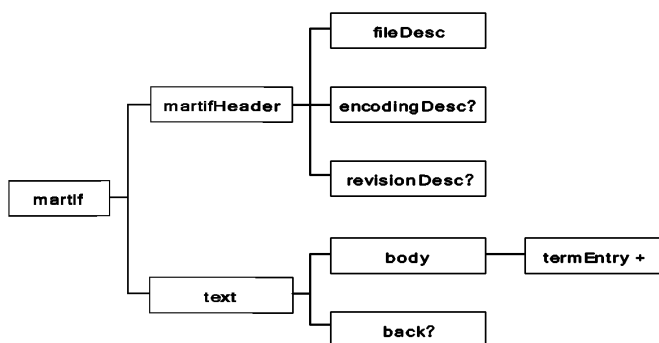 fileDesc
martifHeader
encodingDesc?
revisionDesc?
martif
body
termEntry +
text
back?